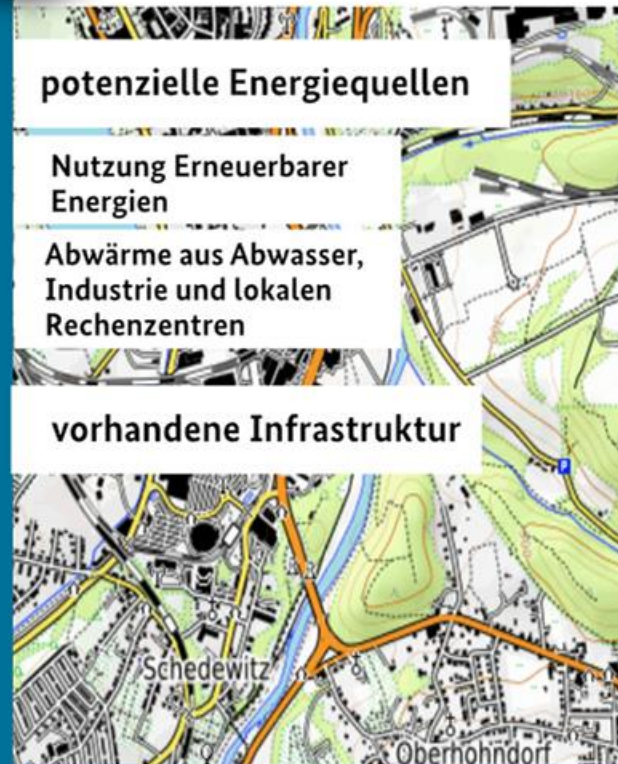 potenzielle Energiequellen
Nutzung Erneuerbarer
Energien
Abwärme aus Abwasser,
Industrie und lokalen
Rechenzentren
vorhandene Infrastruktur
P
Schedewitz
Oberhohndorf